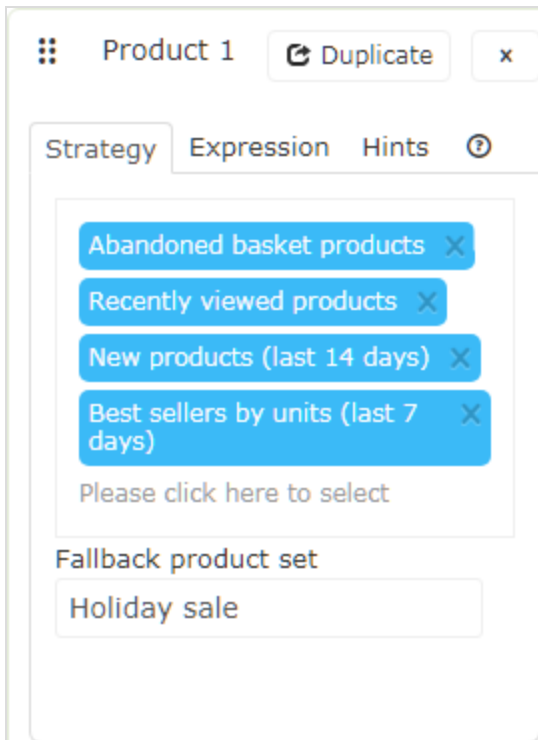 Product 1 Duplicate x
Strategy Expression Hints ?
Abandoned basket products x
Recently viewed products x
New products (last 14 days) x
Best sellers by units (last 7 x
days)
Please click here to select
Fallback product set
Holiday sale